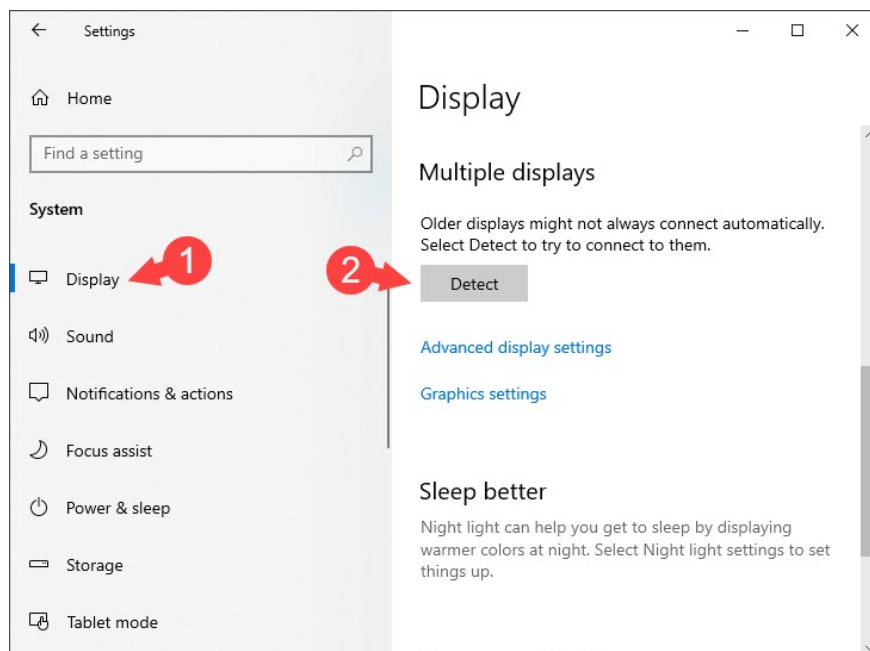 Settings
Home
Find a setting
System
Display
1
Sound
Notifications & actions
Focus assist
Power & sleep
Storage
Tablet mode
Display
Multiple displays
Older displays might not always connect automatically.
Select Detect to try to connect to them.
2
Detect
Advanced display settings
Graphics settings
Sleep better
Night light can help you get to sleep by displaying
warmer colors at night. Select Night light settings to set
things up.